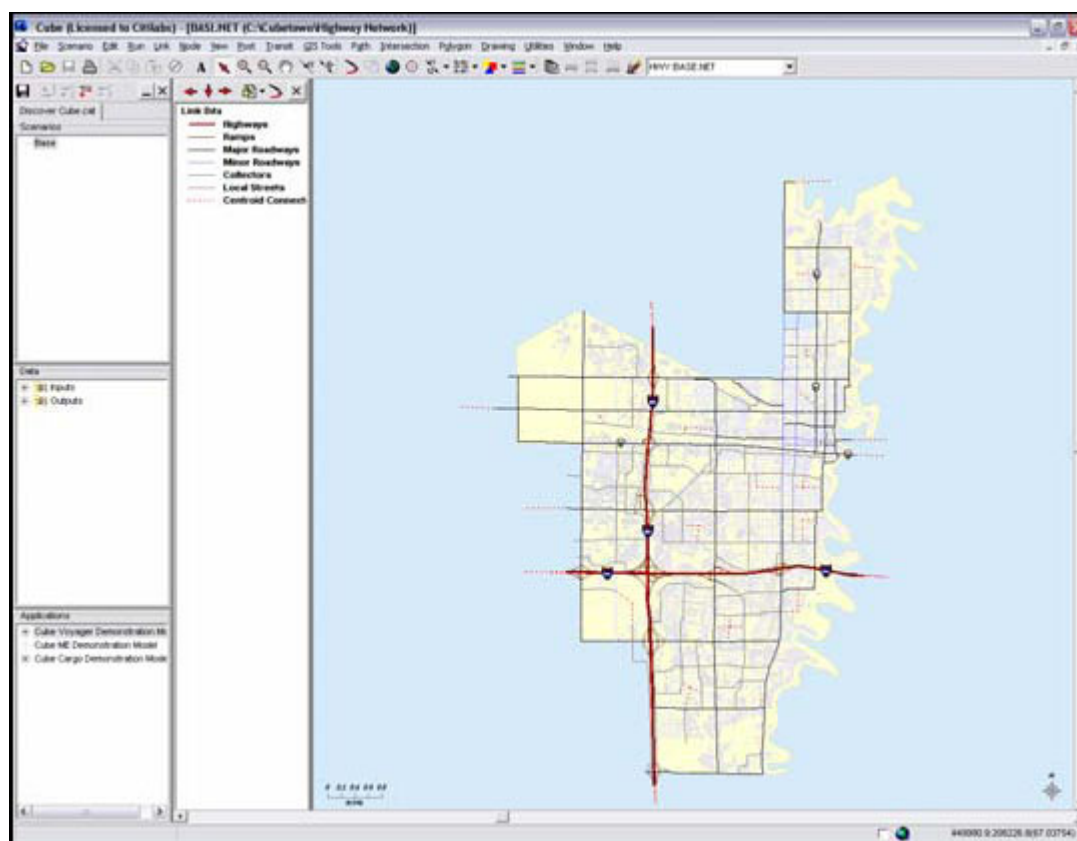 Cube (Licensed to Citilabs) - [BASE.NET (C:\Cubetown\Highway Network)]
File Scenario Edit Run Link Node View Post Transit GIS Tools Path Intersection Polygon Drawing Utilities Window Help
A HWY: BASE.NET
Discover Cube.cat
Scenarios
Base
Data
Inputs
Outputs
Applications
Cube Voyager Demonstration Mo
Cube ME Demonstration Model
Cube Cargo Demonstration Mode
Link Data
Highways
Ramps
Major Roadways
Minor Roadways
Collectors
Local Streets
Centroid Connect